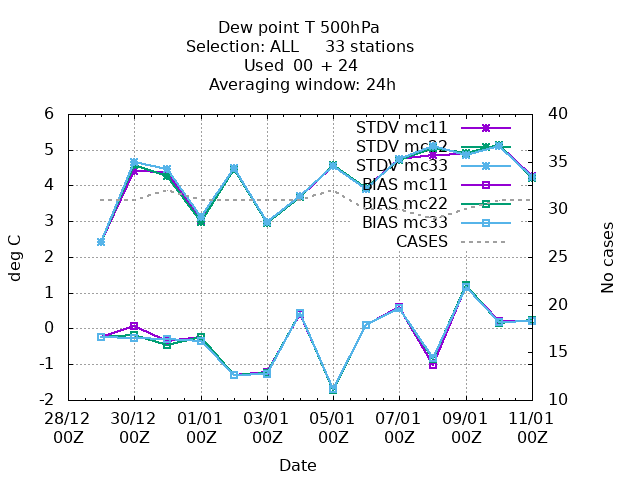 Dew point T 500hPa
Selection: ALL 33 stations
Used 00 + 24
Averaging window: 24h
6
5
4
3
2
1
0
-1
-2
deg C
40
35
30
25
20
15
10
No cases
STDV mc11
STDV mc22
STDV mc33
BIAS mc11
BIAS mc22
BIAS mc33
CASES
28/12 30/12 01/01 03/01 05/01 07/01 09/01 11/01
00Z 00Z 00Z 00Z 00Z 00Z 00Z 00Z
Date